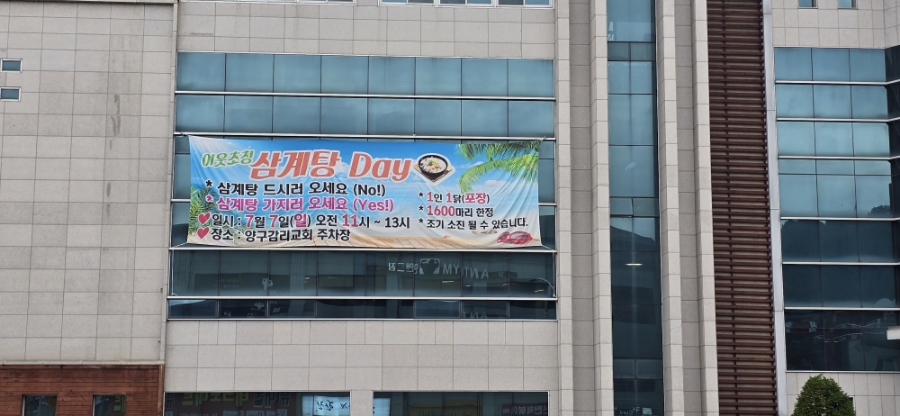 이웃초청 삼계탕 Day
* 삼계탕 드시러 오세요 (No!)
* 삼계탕 가지러 오세요 (Yes!)
♥일시 : 7월 7일(일) 오전 11시 ~ 13시
♥장소 : 양구감리교회 주차장
* 1인 1닭(포장)
* 1600마리 한정
* 조기 소진 될 수 있습니다.